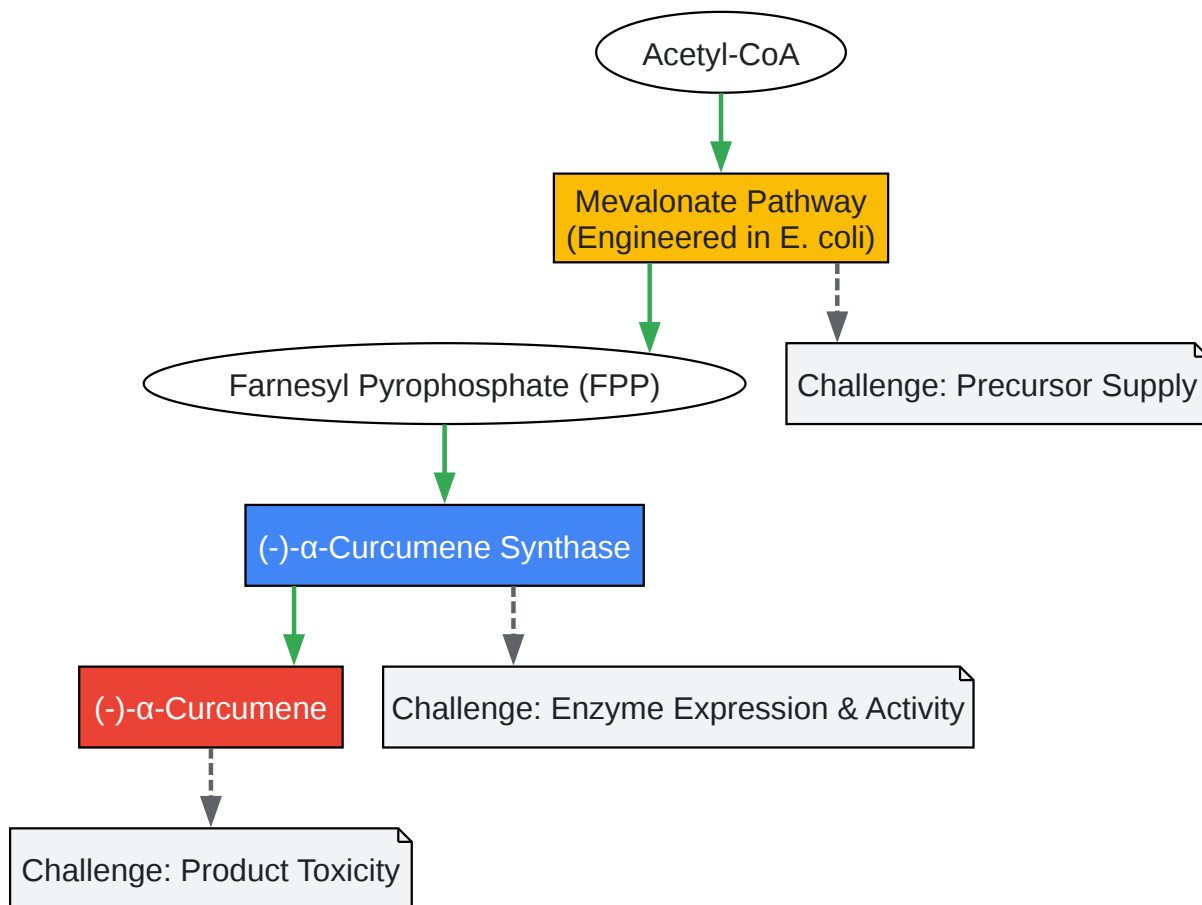 Acetyl-CoA
Mevalonate Pathway
(Engineered in E. coli)
Farnesyl Pyrophosphate (FPP)
Challenge: Precursor Supply
(-)-α-Curcumene Synthase
(-)-α-Curcumene
Challenge: Enzyme Expression & Activity
Challenge: Product Toxicity